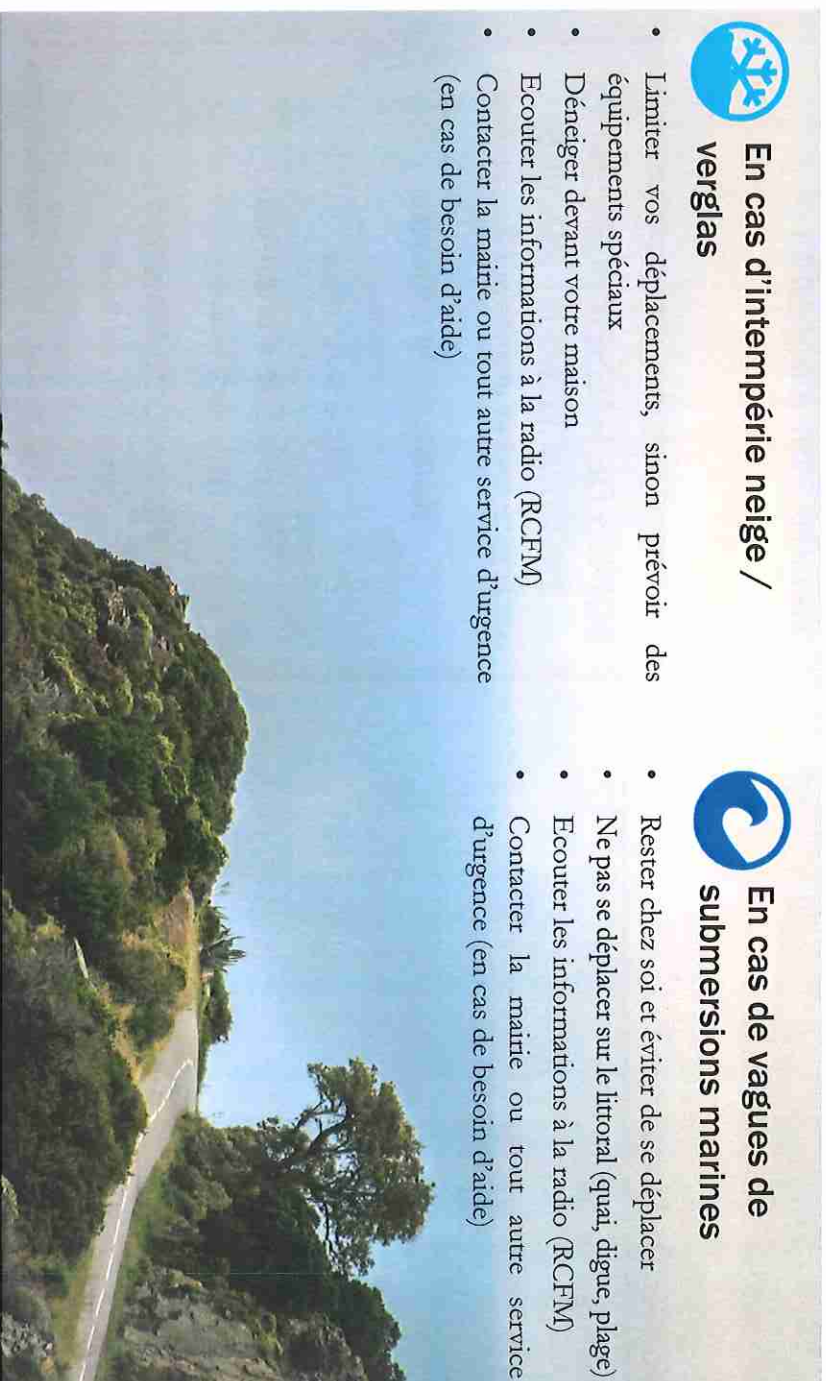 En cas d'intempérie neige /
verglas
• Limiter vos déplacements, sinon prévoir des
équipements spéciaux
• Déneiger devant votre maison
• Ecouter les informations à la radio (RCFM)
• Contacter la mairie ou tout autre service d'urgence
(en cas de besoin d'aide)
En cas de vagues de
submersions marines
• Rester chez soi et éviter de se déplacer
• Ne pas se déplacer sur le littoral (quai, digue, plage)
• Ecouter les informations à la radio (RCFM)
• Contacter la mairie ou tout autre service
d'urgence (en cas de besoin d'aide)